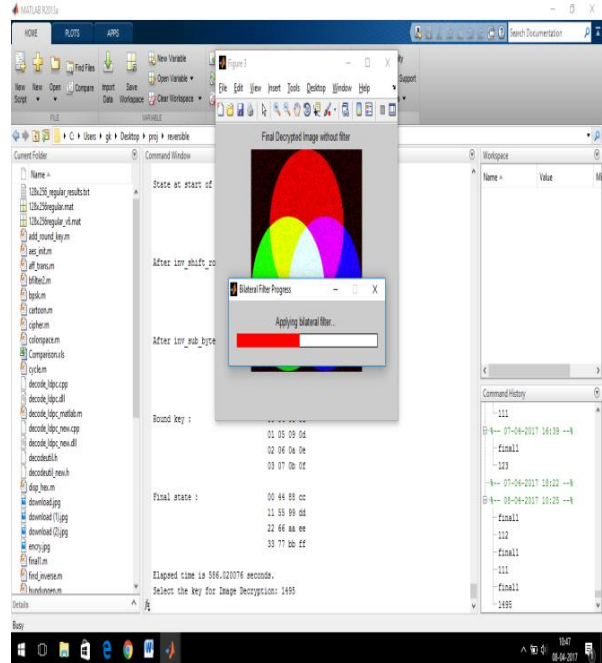 MATLAB R2013a
HOME PLOTS APPS
Search Documentation
New Script
New
Open
Find Files
Compare
Import Data
Save Workspace
New Variable
Open Variable
Clear Workspace
FILE
VARIABLE
Support
C: Users gk Desktop proj reversible
Current Folder
Name
128x256_regular_results.txt
128x256regular.mat
128x256regular_v6.mat
add_round_key.m
aes_init.m
aff_trans.m
bfilter2.m
bpsk.m
cartoon.m
cipher.m
colorspace.m
Comparison.xls
cycle.m
decode_ldpc.cpp
decode_ldpc.dll
decode_ldpc_matlab.m
decode_ldpc_new.cpp
decode_ldpc_new.dll
decodeutil.h
decodeutil_new.h
disp_hex.m
download.jpg
download (1).jpg
download (2).jpg
encry.jpg
final1.m
find_inverse.m
Details
Busy
Command Window
State at start of
After inv_shift_ro
After inv_sub_byte
Round key :
01 05 09 0d
02 06 0a 0e
03 07 0b 0f
Final state : 00 44 88 cc
11 55 99 dd
22 66 aa ee
33 77 bb ff
Elapsed time is 586.020076 seconds.
Select the key for Image Decryption: 1495
fx
Figure 3
File Edit View Insert Tools Desktop Window Help
Final Decrypted Image without filter
Bilateral Filter Progress
Applying bilateral filter...
Workspace
Name Value Mi
Command History
111
%-- 07-04-2017 16:39 --%
final1
123
%-- 07-04-2017 18:22 --%
%-- 08-04-2017 10:25 --%
final1
112
final1
111
final1
1495
10:47
08-04-2017